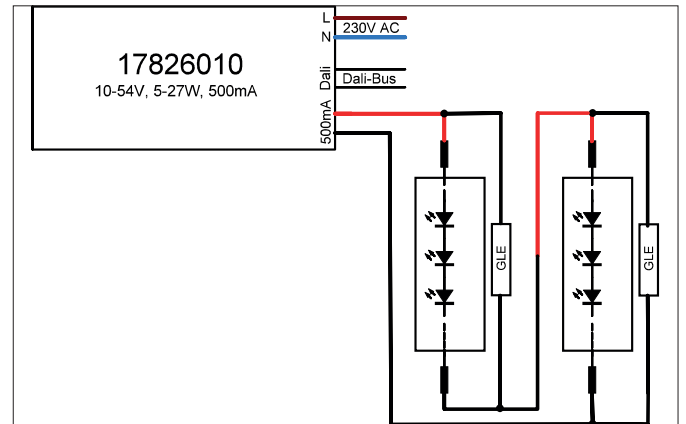 17826010
10-54V, 5-27W, 500mA
L
230V AC
N
Dali
Dali-Bus
500mA
GLE
GLE